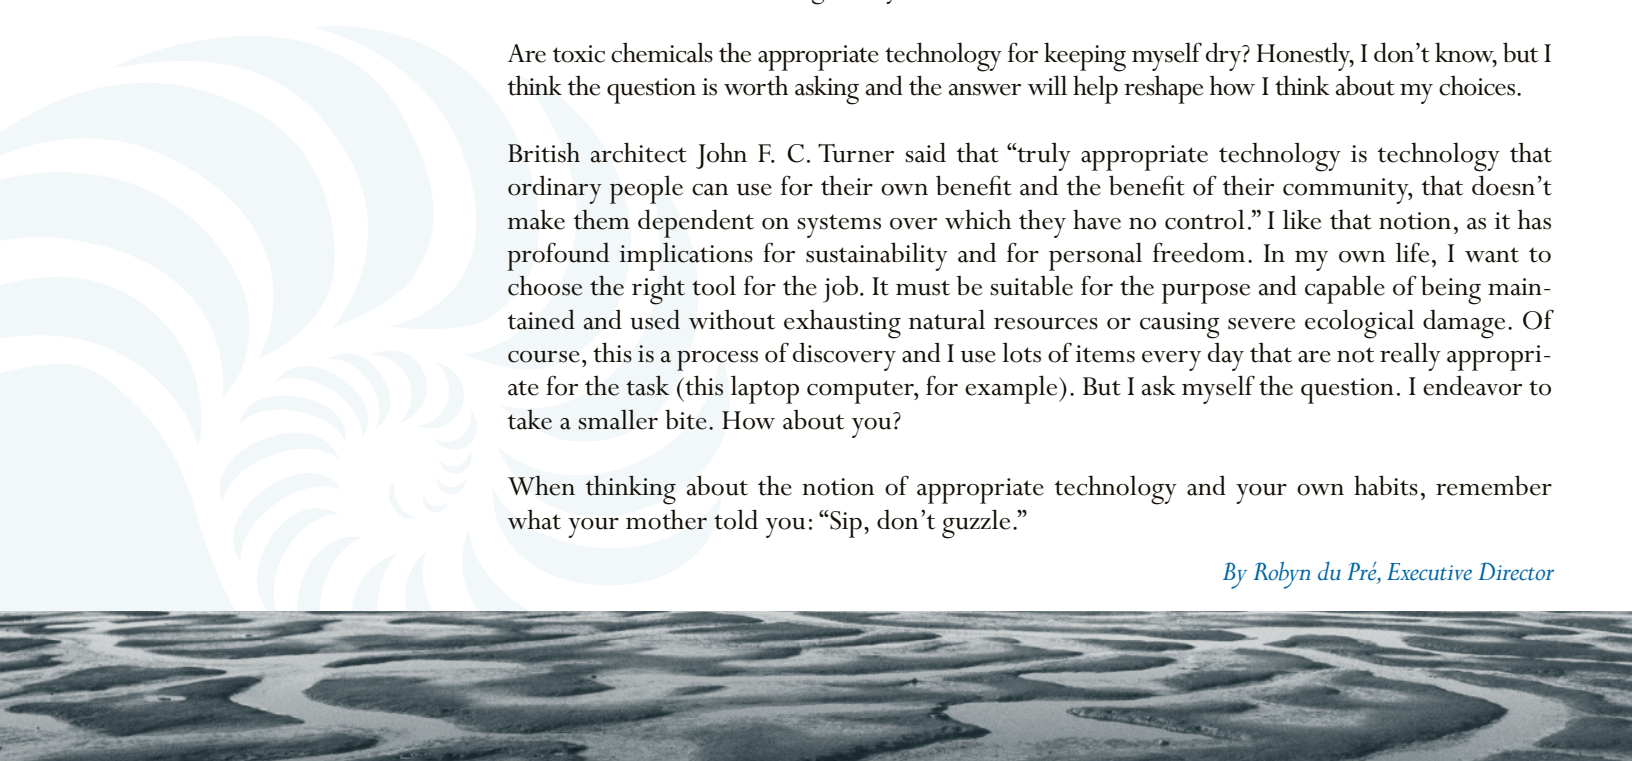 Are toxic chemicals the appropriate technology for keeping myself dry? Honestly, I don’t know, but I
think the question is worth asking and the answer will help reshape how I think about my choices.
British architect John F. C. Turner said that “truly appropriate technology is technology that
ordinary people can use for their own benefit and the benefit of their community, that doesn’t
make them dependent on systems over which they have no control.” I like that notion, as it has
profound implications for sustainability and for personal freedom. In my own life, I want to
choose the right tool for the job. It must be suitable for the purpose and capable of being main-
tained and used without exhausting natural resources or causing severe ecological damage. Of
course, this is a process of discovery and I use lots of items every day that are not really appropri-
ate for the task (this laptop computer, for example). But I ask myself the question. I endeavor to
take a smaller bite. How about you?
When thinking about the notion of appropriate technology and your own habits, remember
what your mother told you: “Sip, don’t guzzle.”
By Robyn du Pré, Executive Director